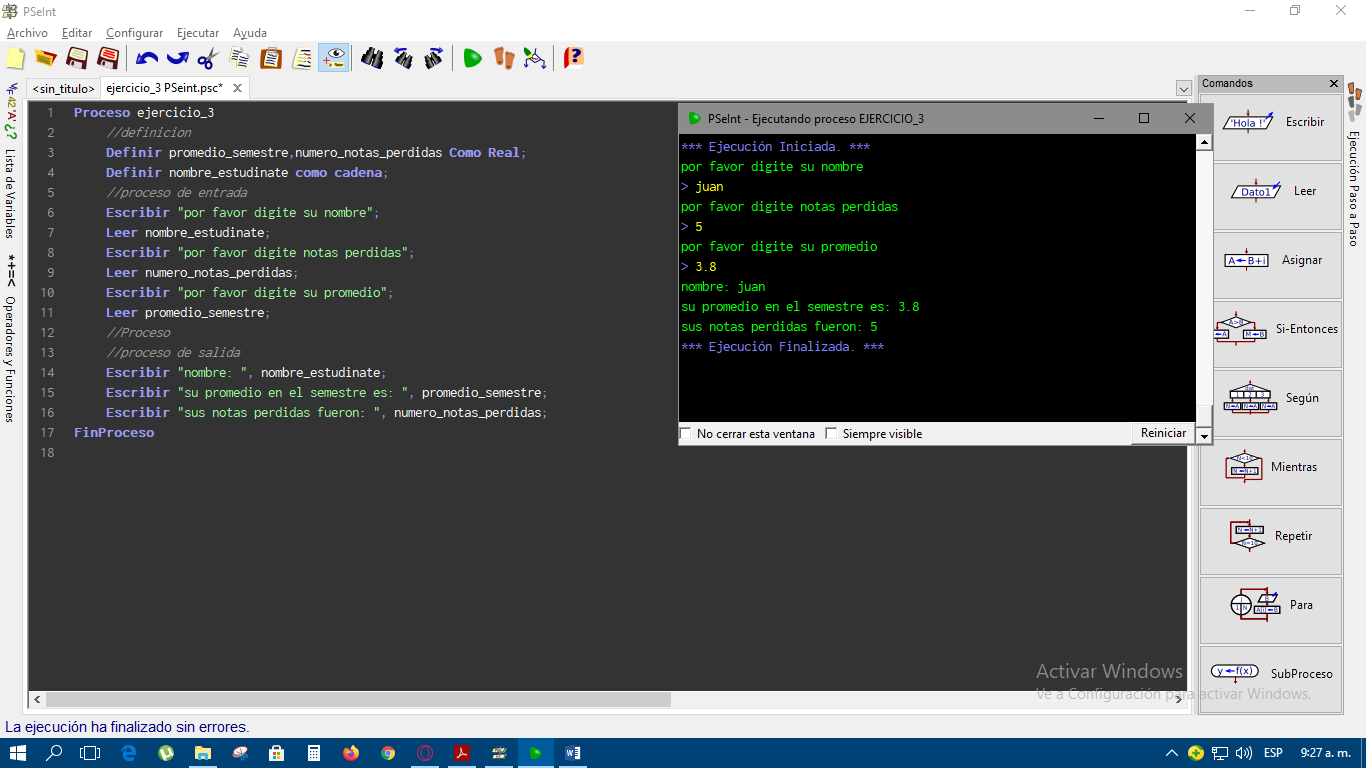 PSeInt
Archivo Editar Configurar Ejecutar Ayuda
<sin_titulo> ejercicio_3 PSeint.psc*
1 Proceso ejercicio_3
2 //definicion
3 Definir promedio_semestre,numero_notas_perdidas Como Real;
4 Definir nombre_estudinate como cadena;
5 //proceso de entrada
6 Escribir "por favor digite su nombre";
7 Leer nombre_estudinate;
8 Escribir "por favor digite notas perdidas";
9 Leer numero_notas_perdidas;
10 Escribir "por favor digite su promedio";
11 Leer promedio_semestre;
12 //Proceso
13 //proceso de salida
14 Escribir "nombre: ", nombre_estudinate;
15 Escribir "su promedio en el semestre es: ", promedio_semestre;
16 Escribir "sus notas perdidas fueron: ", numero_notas_perdidas;
17 FinProceso
18
Lista de Variables
Operadores y Funciones
PSeInt - Ejecutando proceso EJERCICIO_3
*** Ejecución Iniciada. ***
por favor digite su nombre
> juan
por favor digite notas perdidas
> 5
por favor digite su promedio
> 3.8
nombre: juan
su promedio en el semestre es: 3.8
sus notas perdidas fueron: 5
*** Ejecución Finalizada. ***
No cerrar esta ventana Siempre visible Reiniciar
Comandos
'Hola !' Escribir
Dato1 Leer
A←B+i Asignar
Si-Entonces
Según
Mientras
Repetir
Para
y←f(x) SubProceso
Ejecución Paso a Paso
Activar Windows
Ve a Configuración para activar Windows.
La ejecución ha finalizado sin errores.
ESP 9:27 a. m.